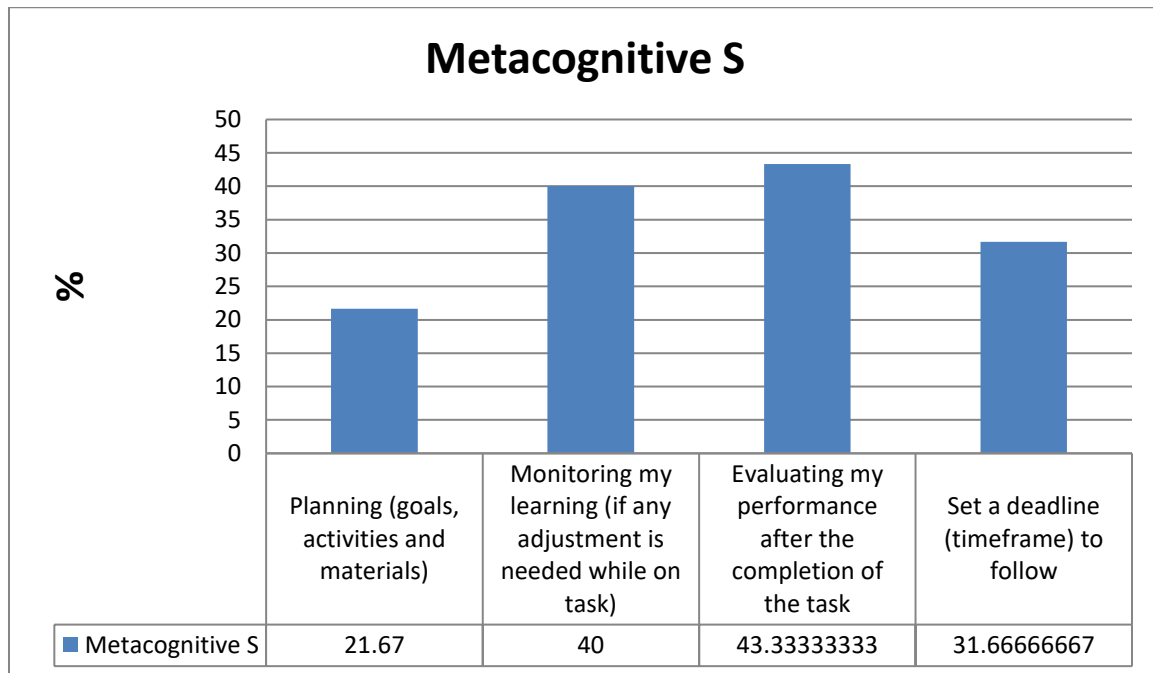 Metacognitive S
%
50
45
40
35
30
25
20
15
10
5
0
Planning (goals,
activities and
materials)
Monitoring my
learning (if any
adjustment is
needed while on
task)
Evaluating my
performance
after the
completion of
the task
Set a deadline
(timeframe) to
follow
Metacognitive S 21.67 40 43.33333333 31.66666667